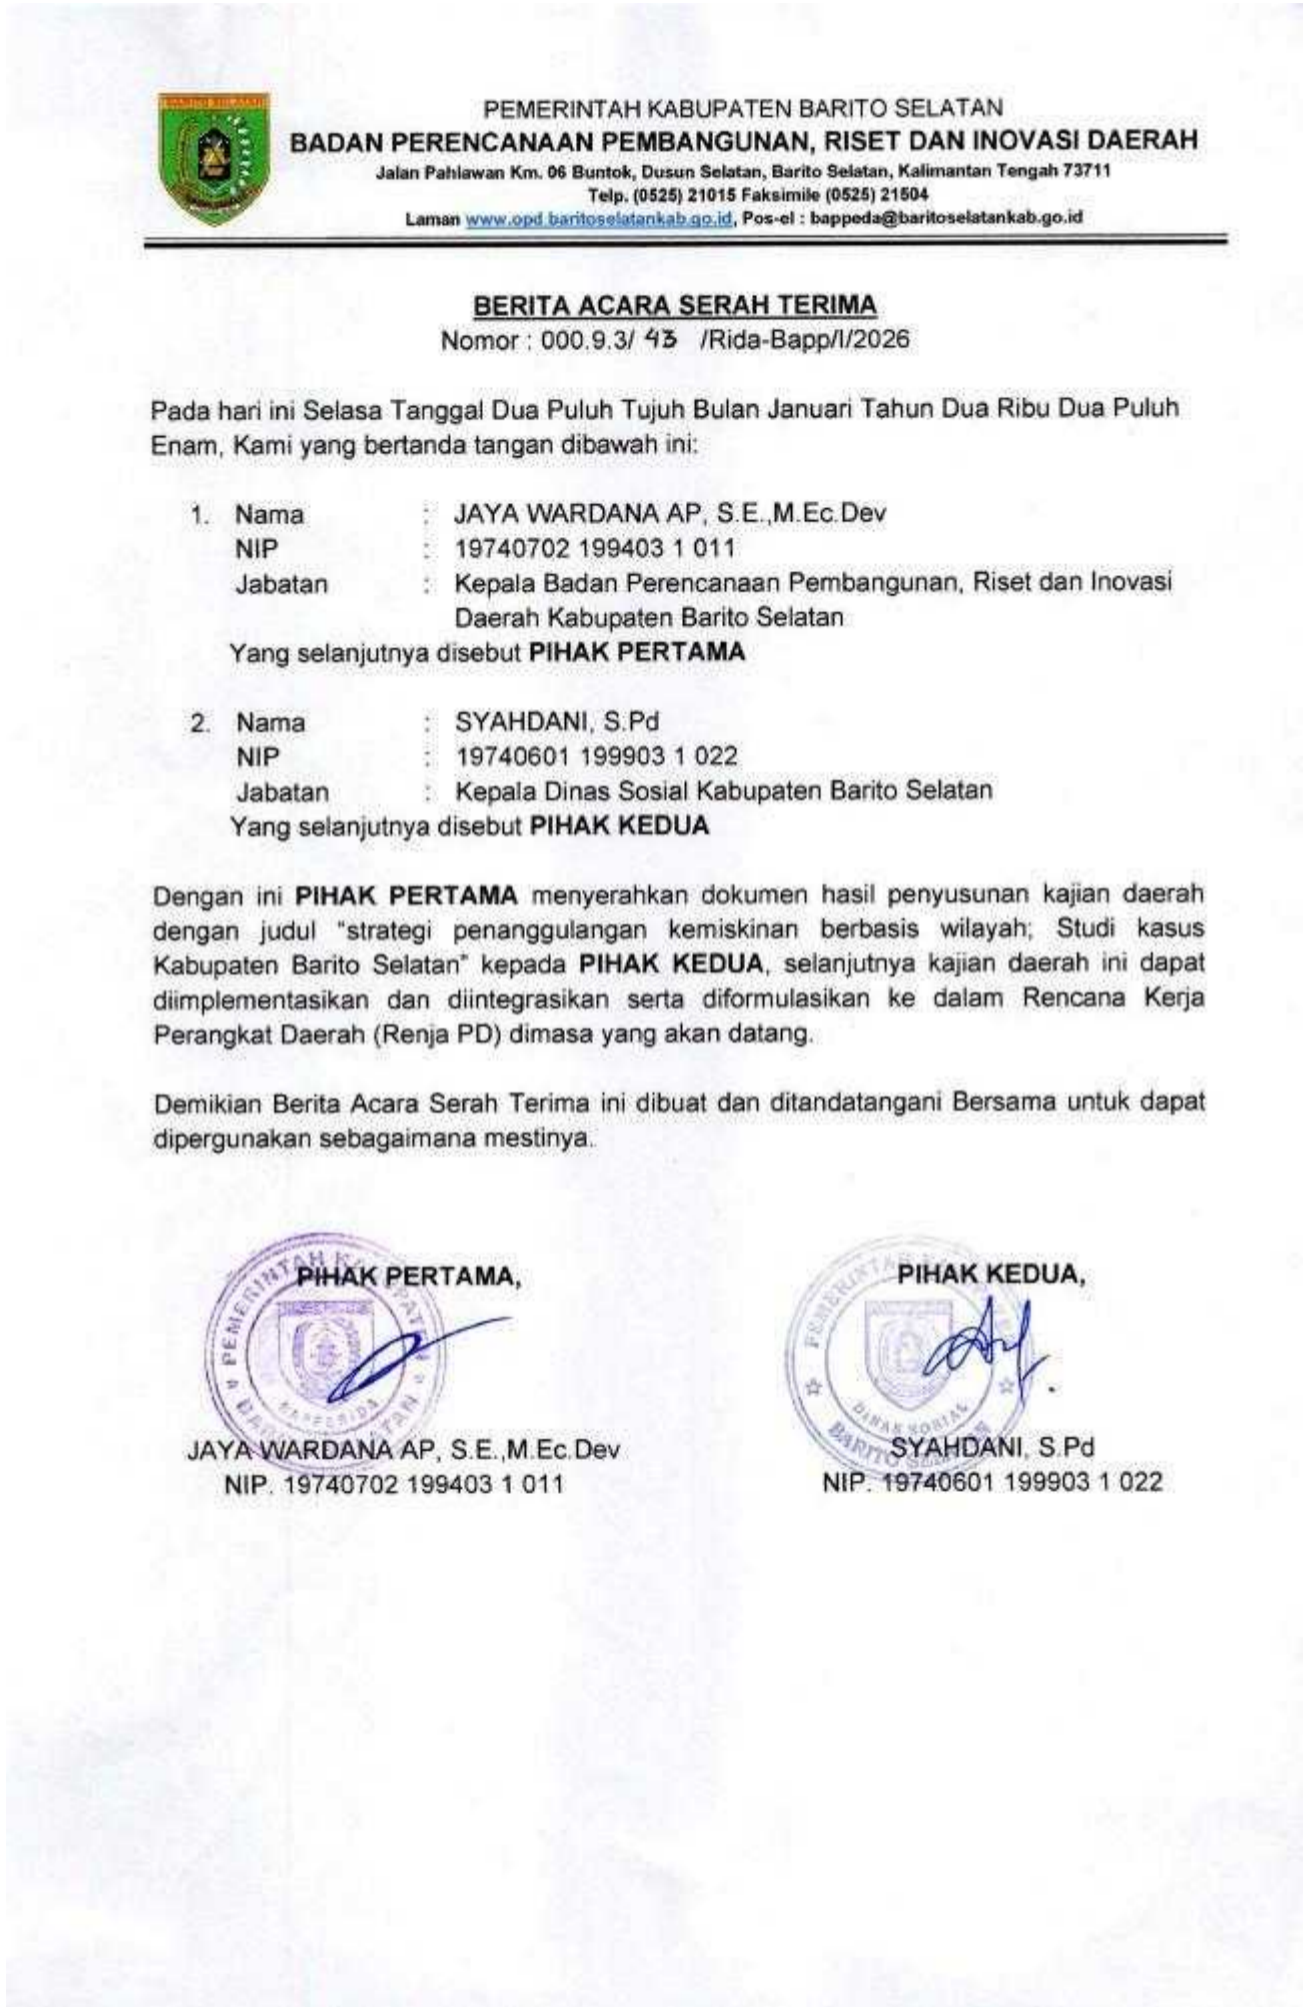 BARITO SELATAN
PEMERINTAH KABUPATEN BARITO SELATAN
BADAN PERENCANAAN PEMBANGUNAN, RISET DAN INOVASI DAERAH
Jalan Pahlawan Km. 06 Buntok, Dusun Selatan, Barito Selatan, Kalimantan Tengah 73711
Telp. (0525) 21015 Faksimile (0525) 21504
Laman www.opd.baritoselatankab.go.id, Pos-el : bappeda@baritoselatankab.go.id
BERITA ACARA SERAH TERIMA
Nomor : 000.9.3/ 43 /Rida-Bapp/I/2026
Pada hari ini Selasa Tanggal Dua Puluh Tujuh Bulan Januari Tahun Dua Ribu Dua Puluh
Enam, Kami yang bertanda tangan dibawah ini:
1. Nama : JAYA WARDANA AP, S.E.,M.Ec.Dev
NIP : 19740702 199403 1 011
Jabatan : Kepala Badan Perencanaan Pembangunan, Riset dan Inovasi
Daerah Kabupaten Barito Selatan
Yang selanjutnya disebut PIHAK PERTAMA
2. Nama : SYAHDANI, S.Pd
NIP : 19740601 199903 1 022
Jabatan : Kepala Dinas Sosial Kabupaten Barito Selatan
Yang selanjutnya disebut PIHAK KEDUA
Dengan ini PIHAK PERTAMA menyerahkan dokumen hasil penyusunan kajian daerah
dengan judul "strategi penanggulangan kemiskinan berbasis wilayah; Studi kasus
Kabupaten Barito Selatan" kepada PIHAK KEDUA, selanjutnya kajian daerah ini dapat
diimplementasikan dan diintegrasikan serta diformulasikan ke dalam Rencana Kerja
Perangkat Daerah (Renja PD) dimasa yang akan datang.
Demikian Berita Acara Serah Terima ini dibuat dan ditandatangani Bersama untuk dapat
dipergunakan sebagaimana mestinya.
PIHAK PERTAMA,
PEMERINTAH KABUPATEN
BAPPERIDA
JAYA WARDANA AP, S.E.,M.Ec.Dev
NIP. 19740702 199403 1 011
PIHAK KEDUA,
PEMERINTAH
DINAS SOSIAL
BARITO SELATAN
SYAHDANI, S.Pd
NIP. 19740601 199903 1 022